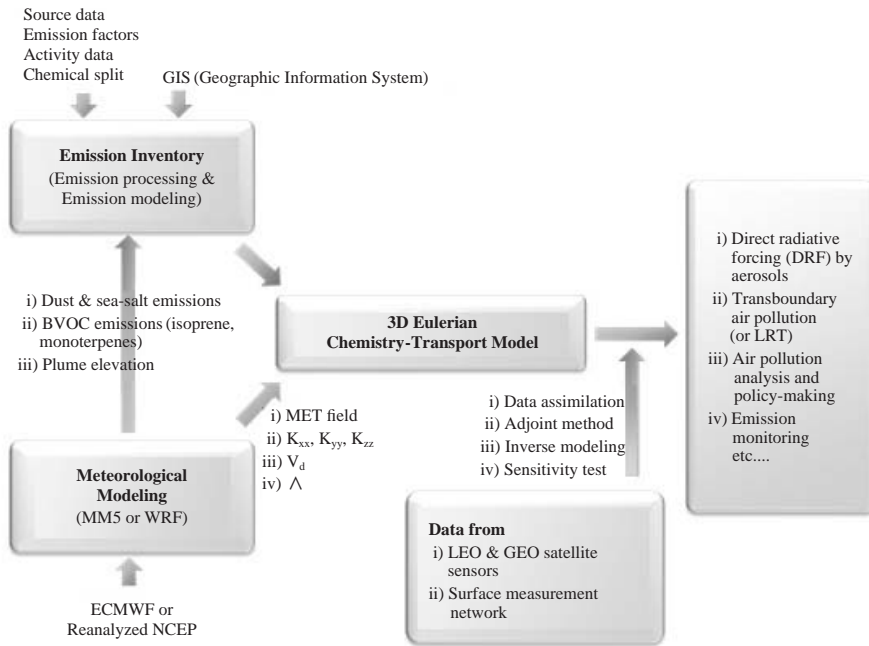 Source data
Emission factors
Activity data
Chemical split
GIS (Geographic Information System)
Emission Inventory
(Emission processing &
Emission modeling)
i) Dust & sea-salt emissions
ii) BVOC emissions (isoprene,
monoterpenes)
iii) Plume elevation
3D Eulerian
Chemistry-Transport Model
i) MET field
ii) Kxx, Kyy, Kzz
iii) Vd
iv) ∧
Meteorological
Modeling
(MM5 or WRF)
ECMWF or
Reanalyzed NCEP
i) Data assimilation
ii) Adjoint method
iii) Inverse modeling
iv) Sensitivity test
Data from
i) LEO & GEO satellite
sensors
ii) Surface measurement
network
i) Direct radiative
forcing (DRF) by
aerosols
ii) Transboundary
air pollution
(or LRT)
iii) Air pollution
analysis and
policy-making
iv) Emission
monitoring
etc....